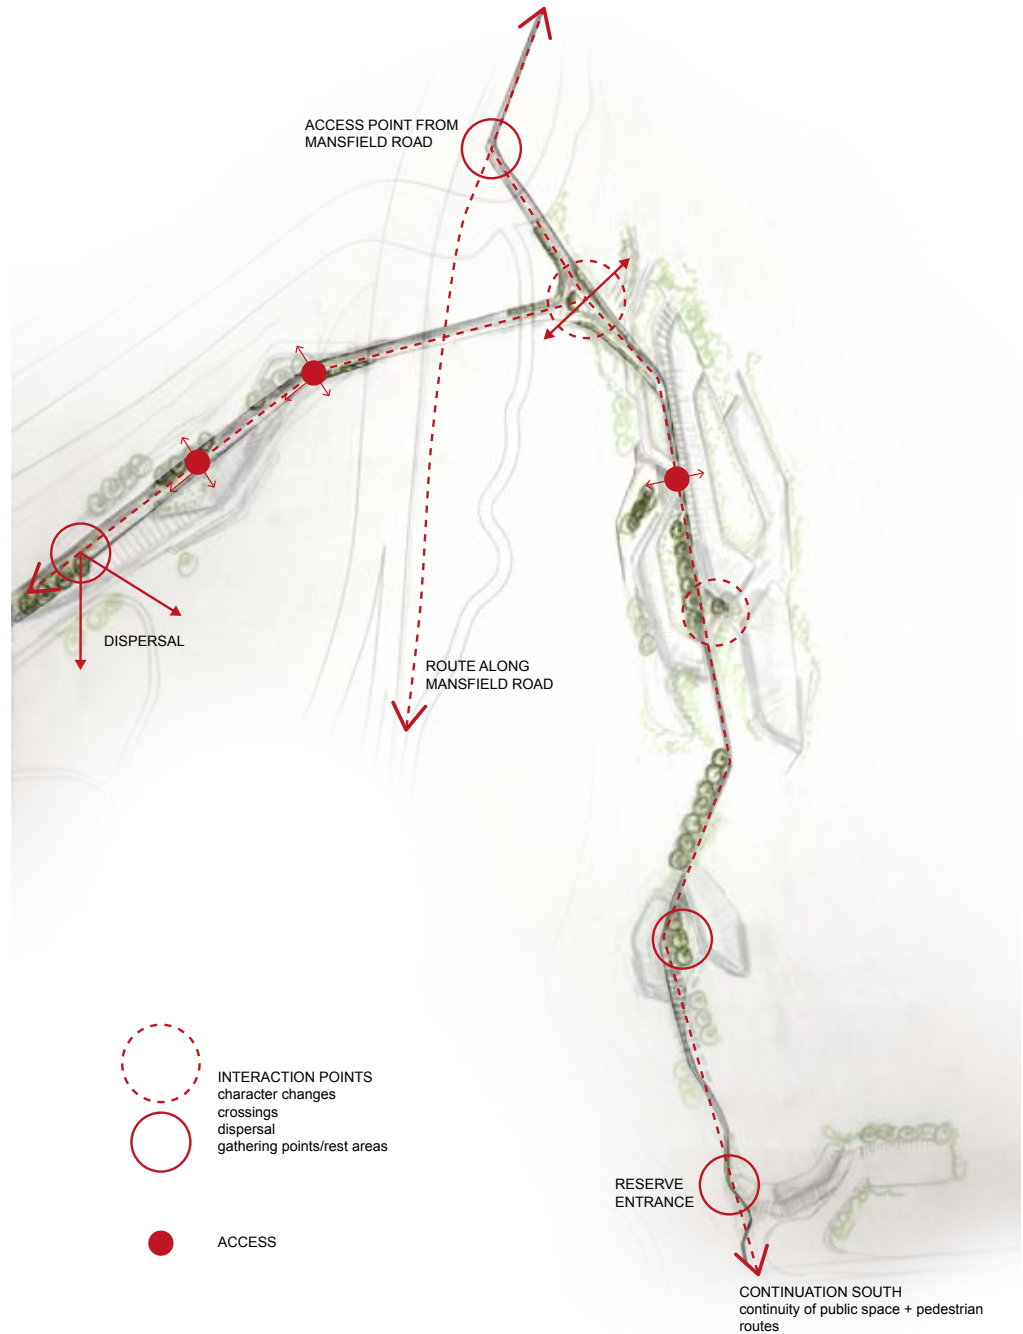 ACCESS POINT FROM
MANSFIELD ROAD
DISPERSAL
ROUTE ALONG
MANSFIELD ROAD
INTERACTION POINTS
character changes
crossings
dispersal
gathering points/rest areas
RESERVE
ENTRANCE
ACCESS
CONTINUATION SOUTH
continuity of public space + pedestrian
routes